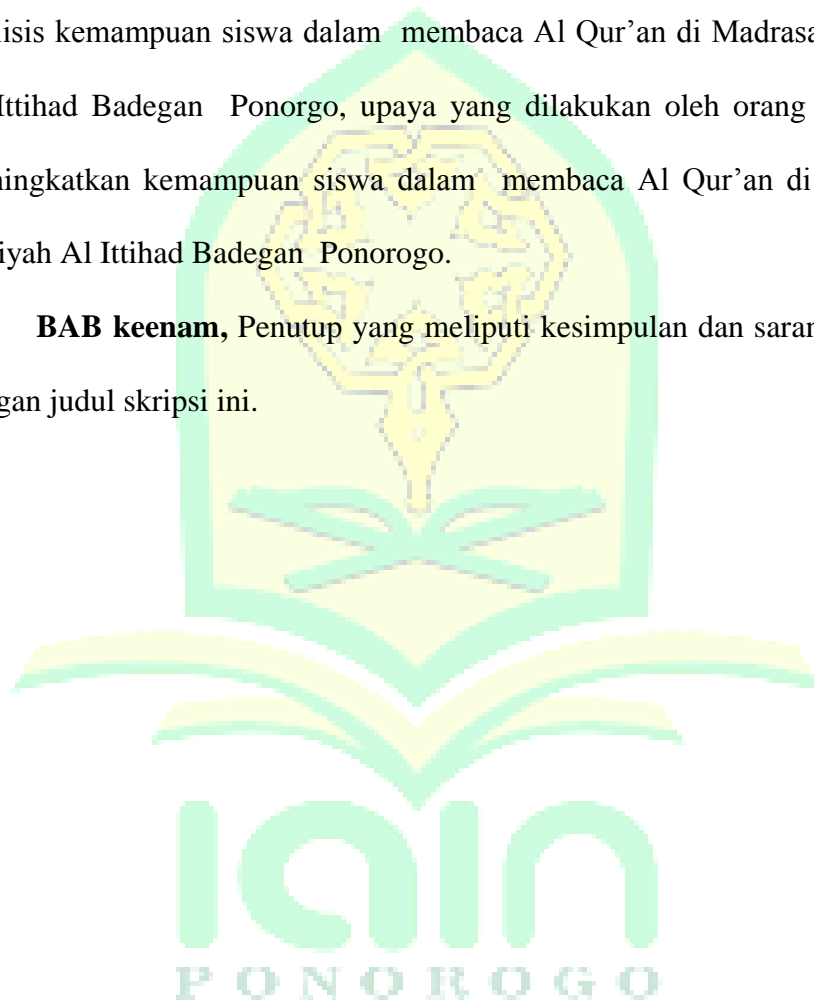 lisis kemampuan siswa dalam membaca Al Qur’an di Madrasa
Ittihad Badegan Ponorgo, upaya yang dilakukan oleh orang
ningkatkan kemampuan siswa dalam membaca Al Qur’an di
iyah Al Ittihad Badegan Ponorogo.
BAB keenam, Penutup yang meliputi kesimpulan dan saran
gan judul skripsi ini.
iain
PONOROGO